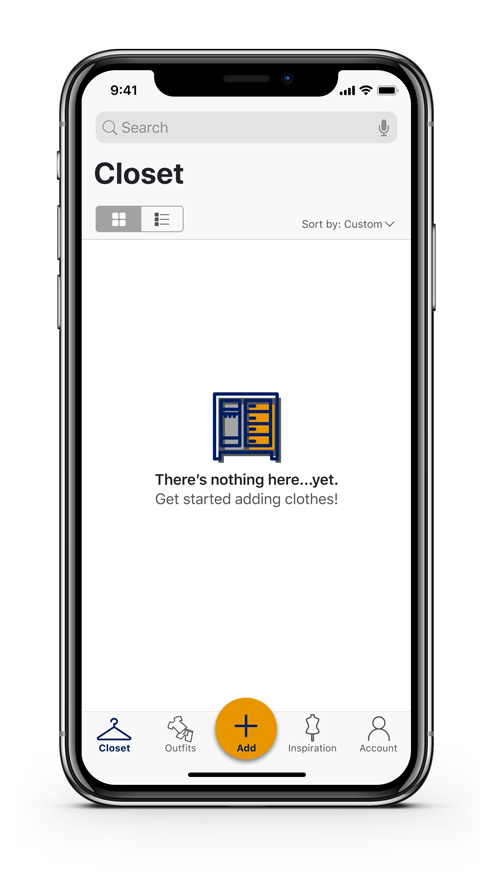 9:41
Search
Closet
Sort by: Custom
There's nothing here...yet.
Get started adding clothes!
Closet
Outfits
Add
Inspiration
Account